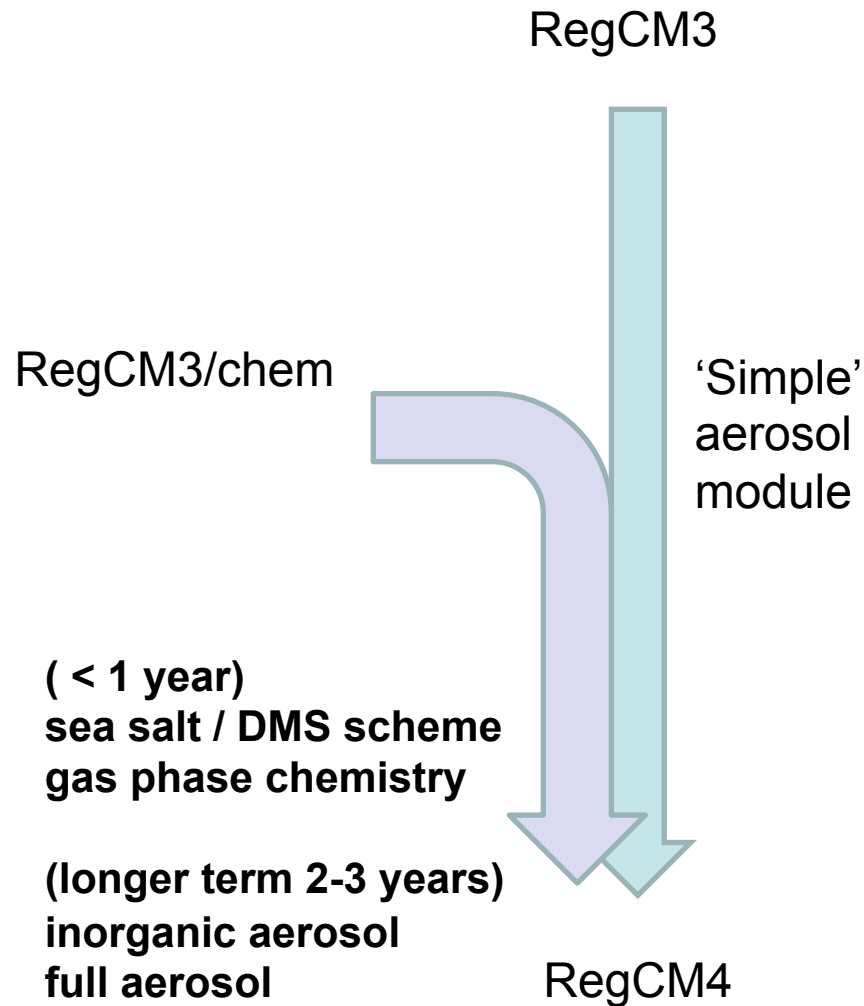 RegCM3
RegCM3/chem
‘Simple’
aerosol
module
( < 1 year)
sea salt / DMS scheme
gas phase chemistry
(longer term 2-3 years)
inorganic aerosol
full aerosol
RegCM4